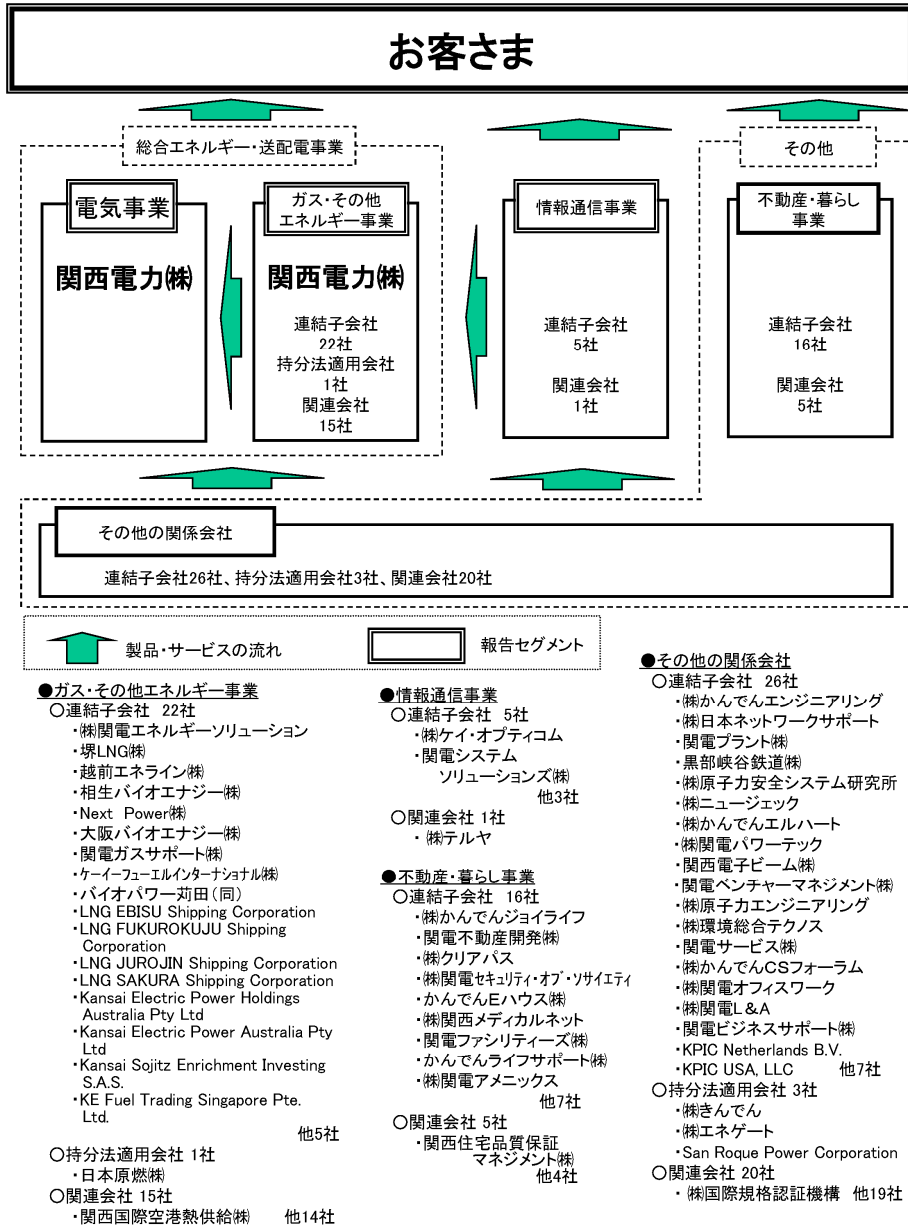 お客さま
総合エネルギー・送配電事業
その他
電気事業
ガス・その他
エネルギー事業
情報通信事業
不動産・暮らし
事業
関西電力㈱
関西電力㈱
連結子会社
22社
持分法適用会社
1社
関連会社
15社
連結子会社
5社
関連会社
1社
連結子会社
16社
関連会社
5社
その他の関係会社
連結子会社26社、持分法適用会社3社、関連会社20社
製品・サービスの流れ
報告セグメント
●ガス・その他エネルギー事業
○連結子会社 22社
・㈱関電エネルギーソリューション
・堺LNG㈱
・越前エネライン㈱
・相生バイオエナジー㈱
・Next Power㈱
・大阪バイオエナジー㈱
・関電ガスサポート㈱
・ケーイーフューエルインターナショナル㈱
・バイオパワー苅田(同)
・LNG EBISU Shipping Corporation
・LNG FUKUROKUJU Shipping
Corporation
・LNG JUROJIN Shipping Corporation
・LNG SAKURA Shipping Corporation
・Kansai Electric Power Holdings
Australia Pty Ltd
・Kansai Electric Power Australia Pty
Ltd
・Kansai Sojitz Enrichment Investing
S.A.S.
・KE Fuel Trading Singapore Pte.
Ltd.
他5社
○持分法適用会社 1社
・日本原燃㈱
○関連会社 15社
・関西国際空港熱供給㈱ 他14社
●情報通信事業
○連結子会社 5社
・㈱ケイ・オプティコム
・関電システム
ソリューションズ㈱
他3社
○関連会社 1社
・㈱テルヤ
●不動産・暮らし事業
○連結子会社 16社
・㈱かんでんジョイライフ
・関電不動産開発㈱
・㈱クリアパス
・㈱関電セキュリティ・オブ・ソサイエティ
・かんでんEハウス㈱
・㈱関西メディカルネット
・関電ファシリティーズ㈱
・かんでんライフサポート㈱
・㈱関電アメニックス
他7社
○関連会社 5社
・関西住宅品質保証
マネジメント㈱
他4社
●その他の関係会社
○連結子会社 26社
・㈱かんでんエンジニアリング
・㈱日本ネットワークサポート
・関電プラント㈱
・黒部峡谷鉄道㈱
・㈱原子力安全システム研究所
・㈱ニュージェック
・㈱かんでんエルハート
・㈱関電パワーテック
・関西電子ビーム㈱
・関電ベンチャーマネジメント㈱
・㈱原子力エンジニアリング
・㈱環境総合テクノス
・関電サービス㈱
・㈱かんでんCSフォーラム
・㈱関電オフィスワーク
・㈱関電L&A
・関電ビジネスサポート㈱
・KPIC Netherlands B.V.
・KPIC USA, LLC 他7社
○持分法適用会社 3社
・㈱きんでん
・㈱エネゲート
・San Roque Power Corporation
○関連会社 20社
・㈱国際規格認証機構 他19社